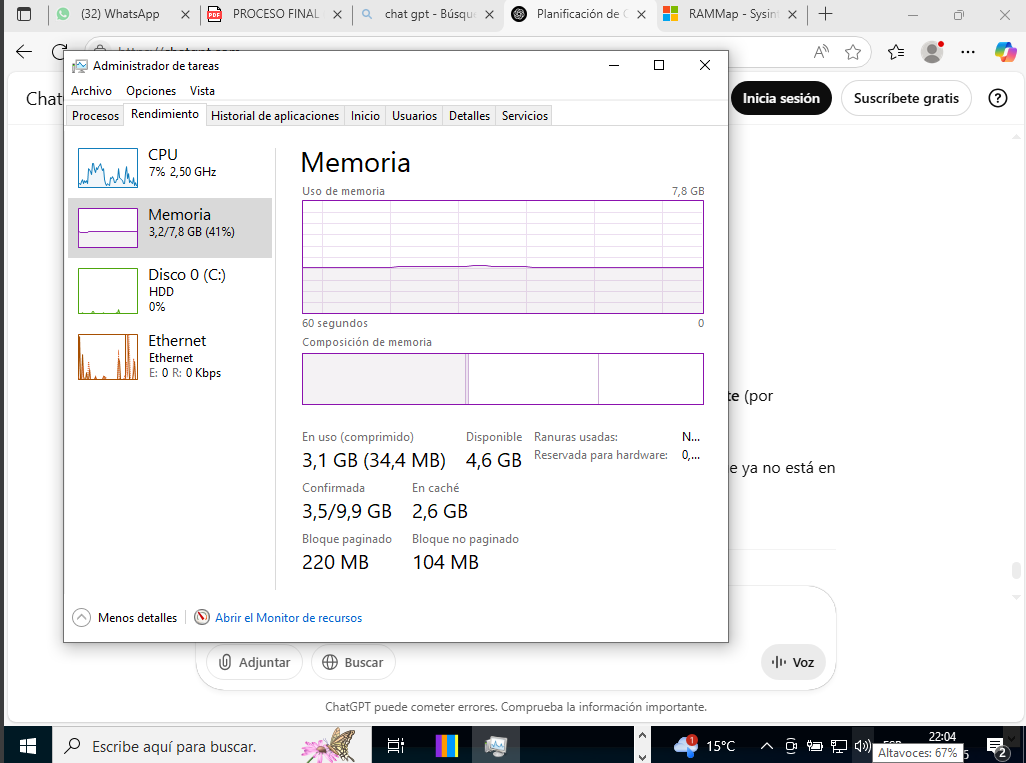 (32) WhatsApp
PROCESO FINAL
chat gpt - Búsqu
Planificación de
RAMMap - Sysin
Administrador de tareas
Archivo Opciones Vista
Procesos Rendimiento Historial de aplicaciones Inicio Usuarios Detalles Servicios
Chat
Inicia sesión
Suscríbete gratis
CPU
7% 2,50 GHz
Memoria
3,2/7,8 GB (41%)
Disco 0 (C:)
HDD
0%
Ethernet
Ethernet
E: 0 R: 0 Kbps
Memoria
Uso de memoria 7,8 GB
60 segundos 0
Composición de memoria
En uso (comprimido)
3,1 GB (34,4 MB)
Disponible
4,6 GB
Ranuras usadas: N...
Reservada para hardware: 0,...
Confirmada
3,5/9,9 GB
En caché
2,6 GB
Bloque paginado
220 MB
Bloque no paginado
104 MB
Menos detalles
Abrir el Monitor de recursos
te (por
e ya no está en
Adjuntar
Buscar
Voz
ChatGPT puede cometer errores. Comprueba la información importante.
Escribe aquí para buscar.
1
15°C
22:04
Altavoces: 67%
2